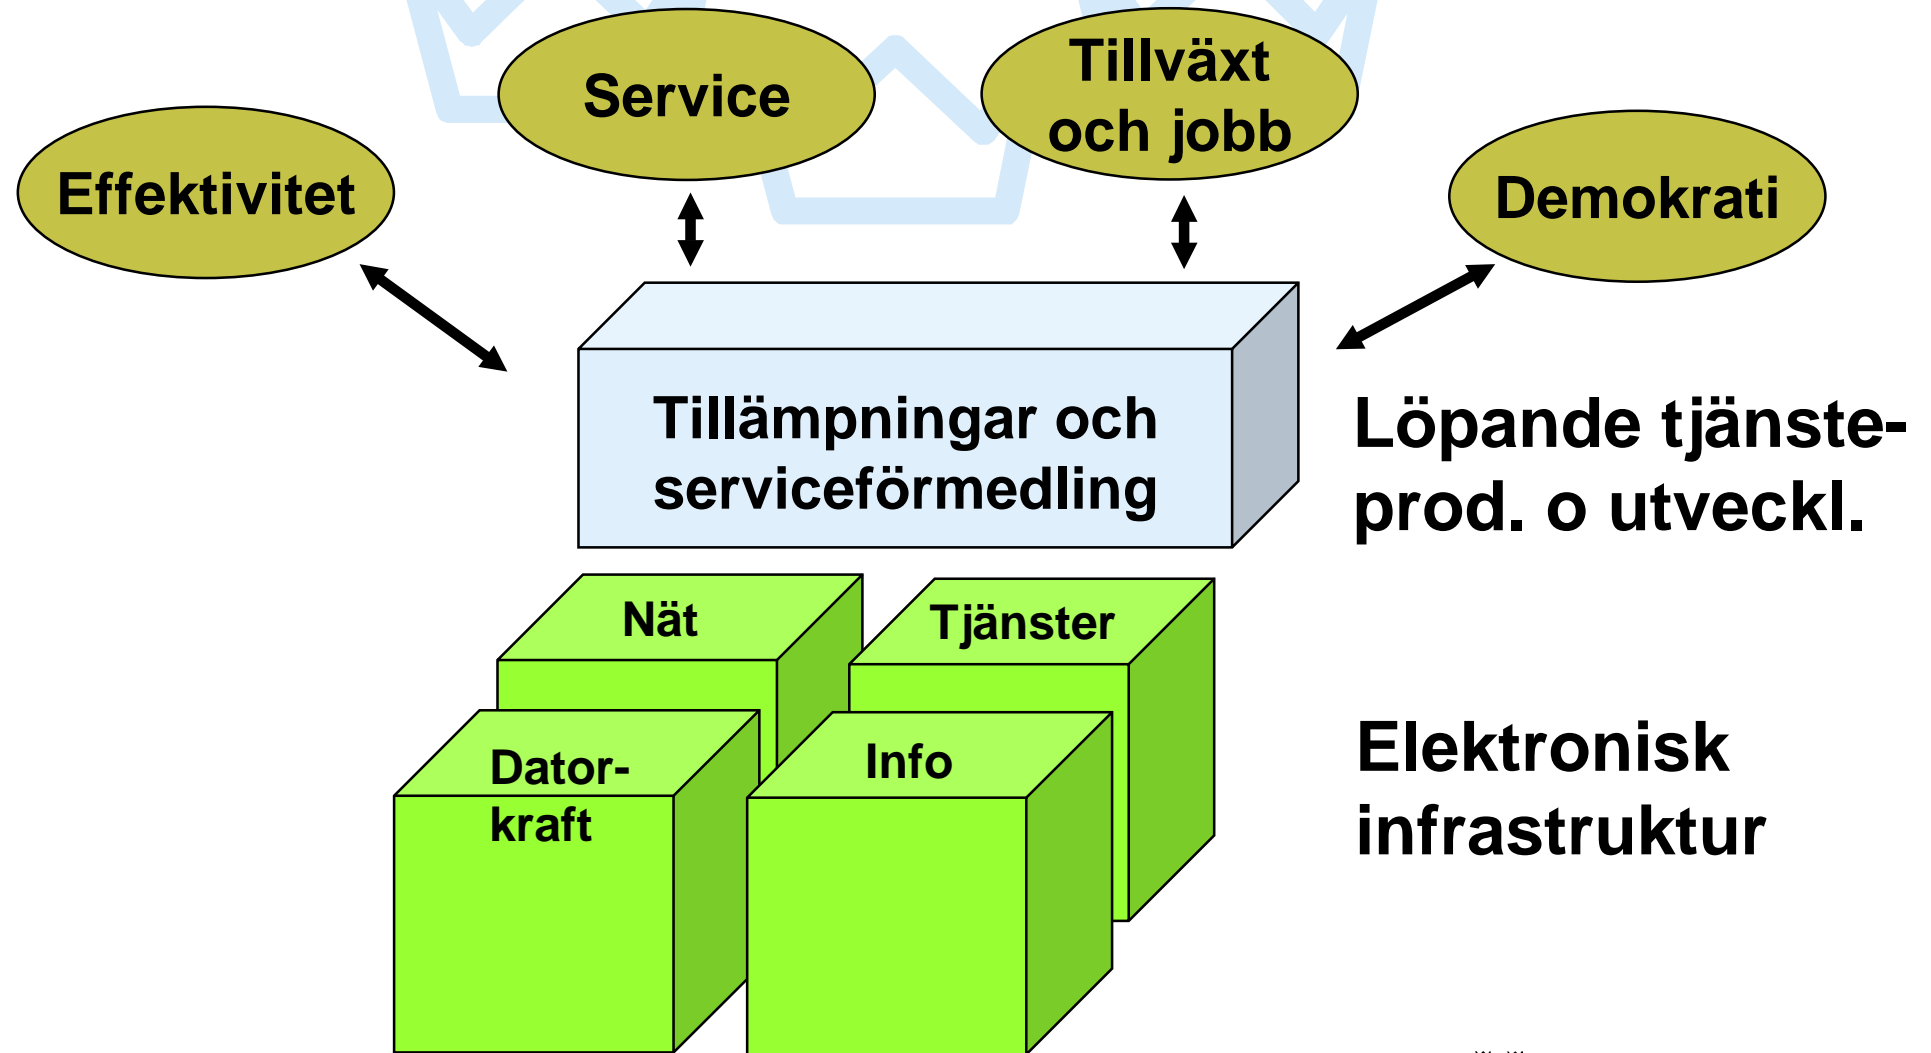 Effektivitet
Service
Tillväxt
och jobb
Demokrati
Tillämpningar och
serviceförmedling
Löpande tjänste-
prod. o utveckl.
Nät
Tjänster
Dator-
kraft
Info
Elektronisk
infrastruktur